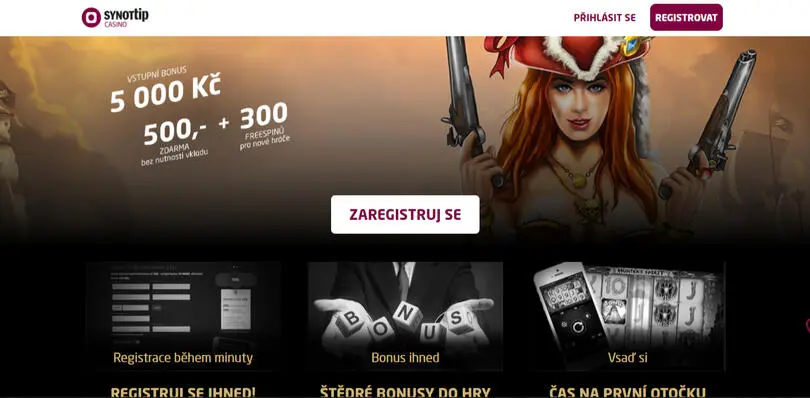 SYNOTtip
CASINO
PŘIHLÁSIT SE
REGISTROVAT
VSTUPNÍ BONUS
5 000 Kč
500,- + 300
ZDARMA
bez nutnosti vkladu
FREESPINŮ
pro nové hráče
ZAREGISTRUJ SE
BONUS
HUNTER'S SPIRIT
Registrace během minuty
Bonus ihned
Vsaď si
REGISTRUJ SE IHNED!
ŠTĚDRÉ BONUSY DO HRY
ČAS NA PRVNÍ OTOČKU